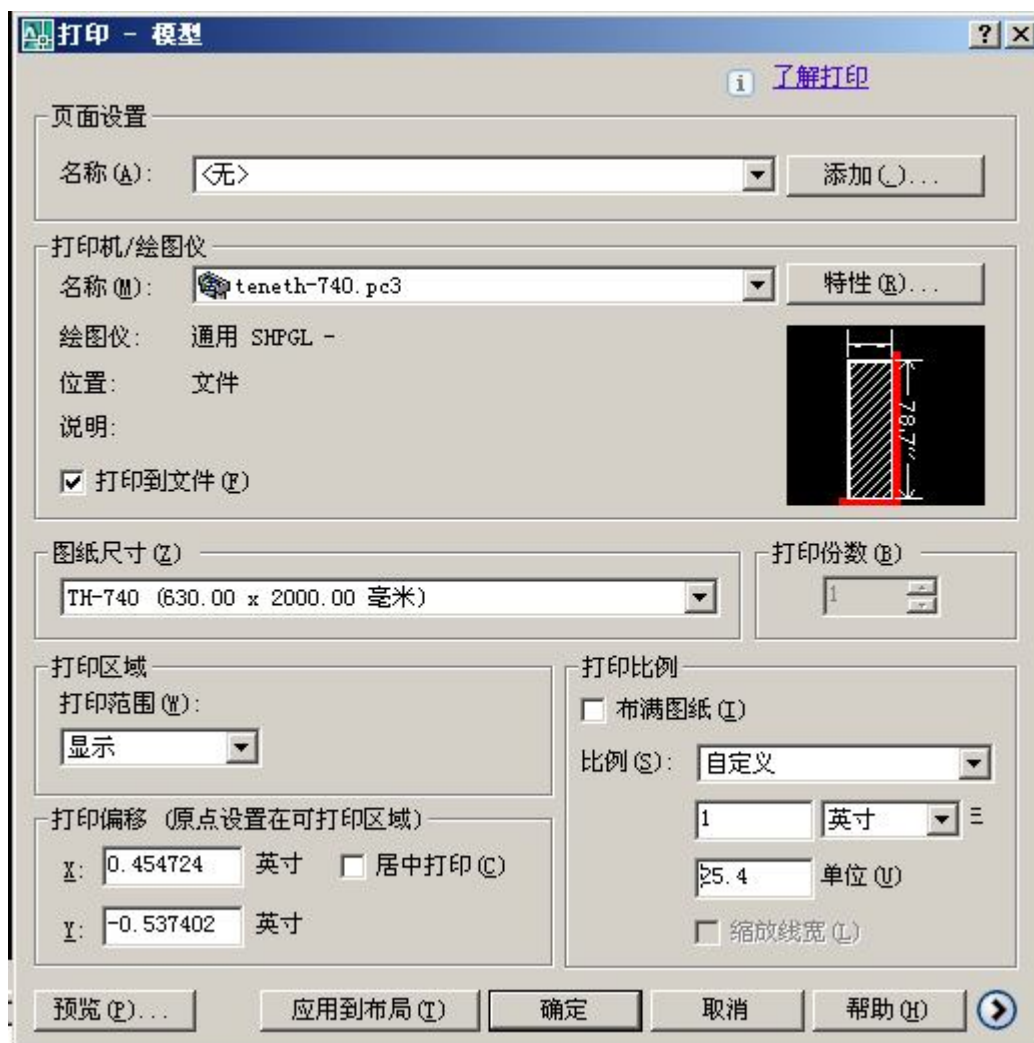 打印 - 模型
了解打印
页面设置
名称(A): <无> 添加(.)...
打印机/绘图仪
名称(M): teneth-740.pc3 特性(R)...
绘图仪: 通用 SHPGL -
位置: 文件
说明:
78.7''
打印到文件(F)
图纸尺寸(Z)
TH-740 (630.00 x 2000.00 毫米)
打印份数(B)
1
打印区域
打印范围(W):
显示
打印偏移 (原点设置在可打印区域)
X: 0.454724 英寸 居中打印(C)
Y: -0.537402 英寸
打印比例
布满图纸(I)
比例(S): 自定义
1 英寸
25.4 单位(U)
缩放线宽(L)
预览(P)... 应用到布局(T) 确定 取消 帮助(H)